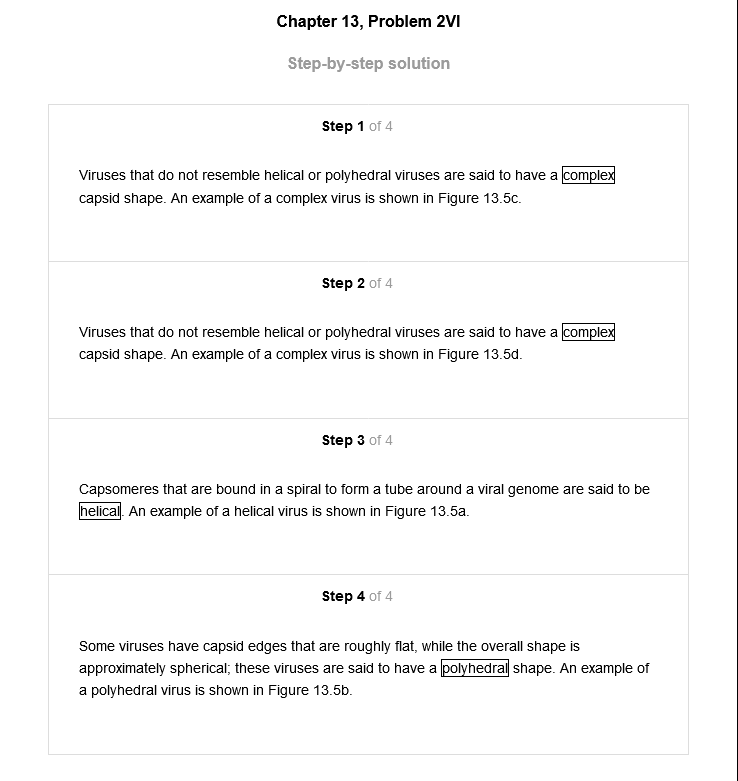 Chapter 13, Problem 2VI
Step-by-step solution
Step 1 of 4
Viruses that do not resemble helical or polyhedral viruses are said to have a complex
capsid shape. An example of a complex virus is shown in Figure 13.5c.
Step 2 of 4
Viruses that do not resemble helical or polyhedral viruses are said to have a complex
capsid shape. An example of a complex virus is shown in Figure 13.5d.
Step 3 of 4
Capsomeres that are bound in a spiral to form a tube around a viral genome are said to be
helical. An example of a helical virus is shown in Figure 13.5a.
Step 4 of 4
Some viruses have capsid edges that are roughly flat, while the overall shape is
approximately spherical; these viruses are said to have a polyhedral shape. An example of
a polyhedral virus is shown in Figure 13.5b.